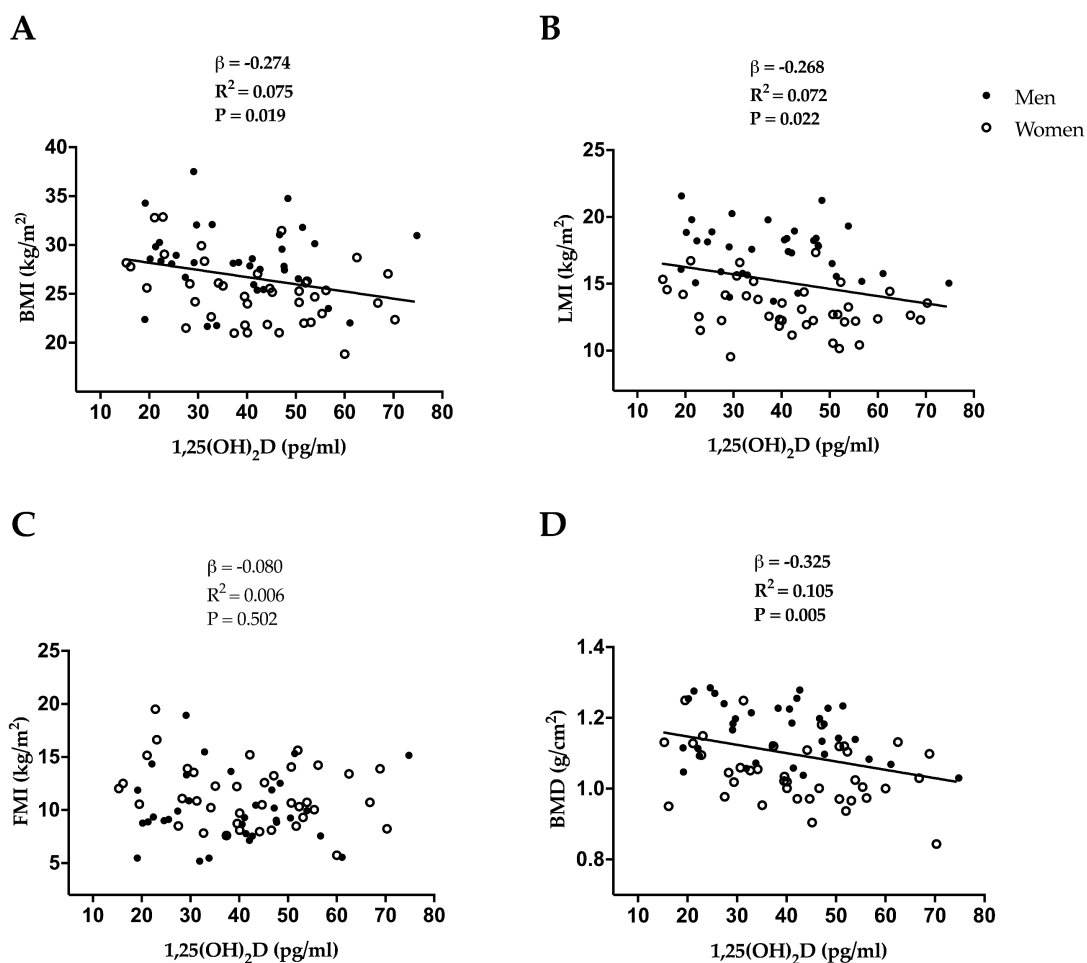 A
β = -0.274
R² = 0.075
P = 0.019
BMI (kg/m²)
40
35
30
25
20
10 20 30 40 50 60 70 80
1,25(OH)₂D (pg/ml)
B
β = -0.268
R² = 0.072
P = 0.022
Men
Women
LMI (kg/m²)
25
20
15
10
10 20 30 40 50 60 70 80
1,25(OH)₂D (pg/ml)
C
β = -0.080
R² = 0.006
P = 0.502
FMI (kg/m²)
25
20
15
10
5
10 20 30 40 50 60 70 80
1,25(OH)₂D (pg/ml)
D
β = -0.325
R² = 0.105
P = 0.005
BMD (g/cm²)
1.4
1.2
1.0
0.8
10 20 30 40 50 60 70 80
1,25(OH)₂D (pg/ml)